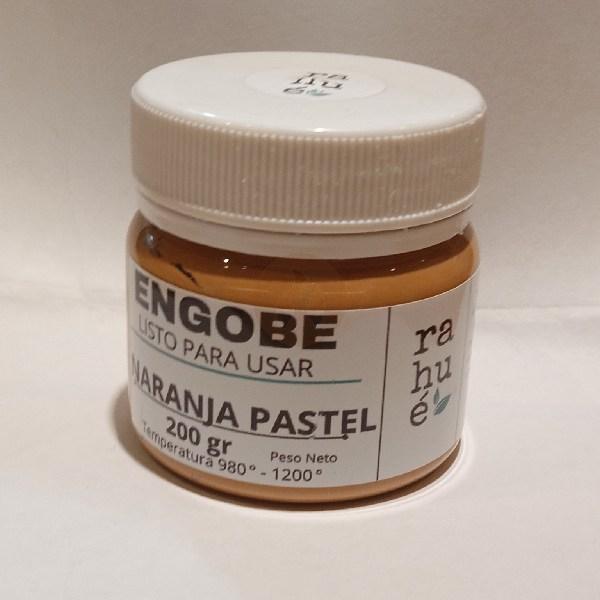 ra
hu
é
ENGOBE
LISTO PARA USAR
NARANJA PASTEL
200 gr
Peso Neto
Temperatura 980° - 1200°
ra
hu
é